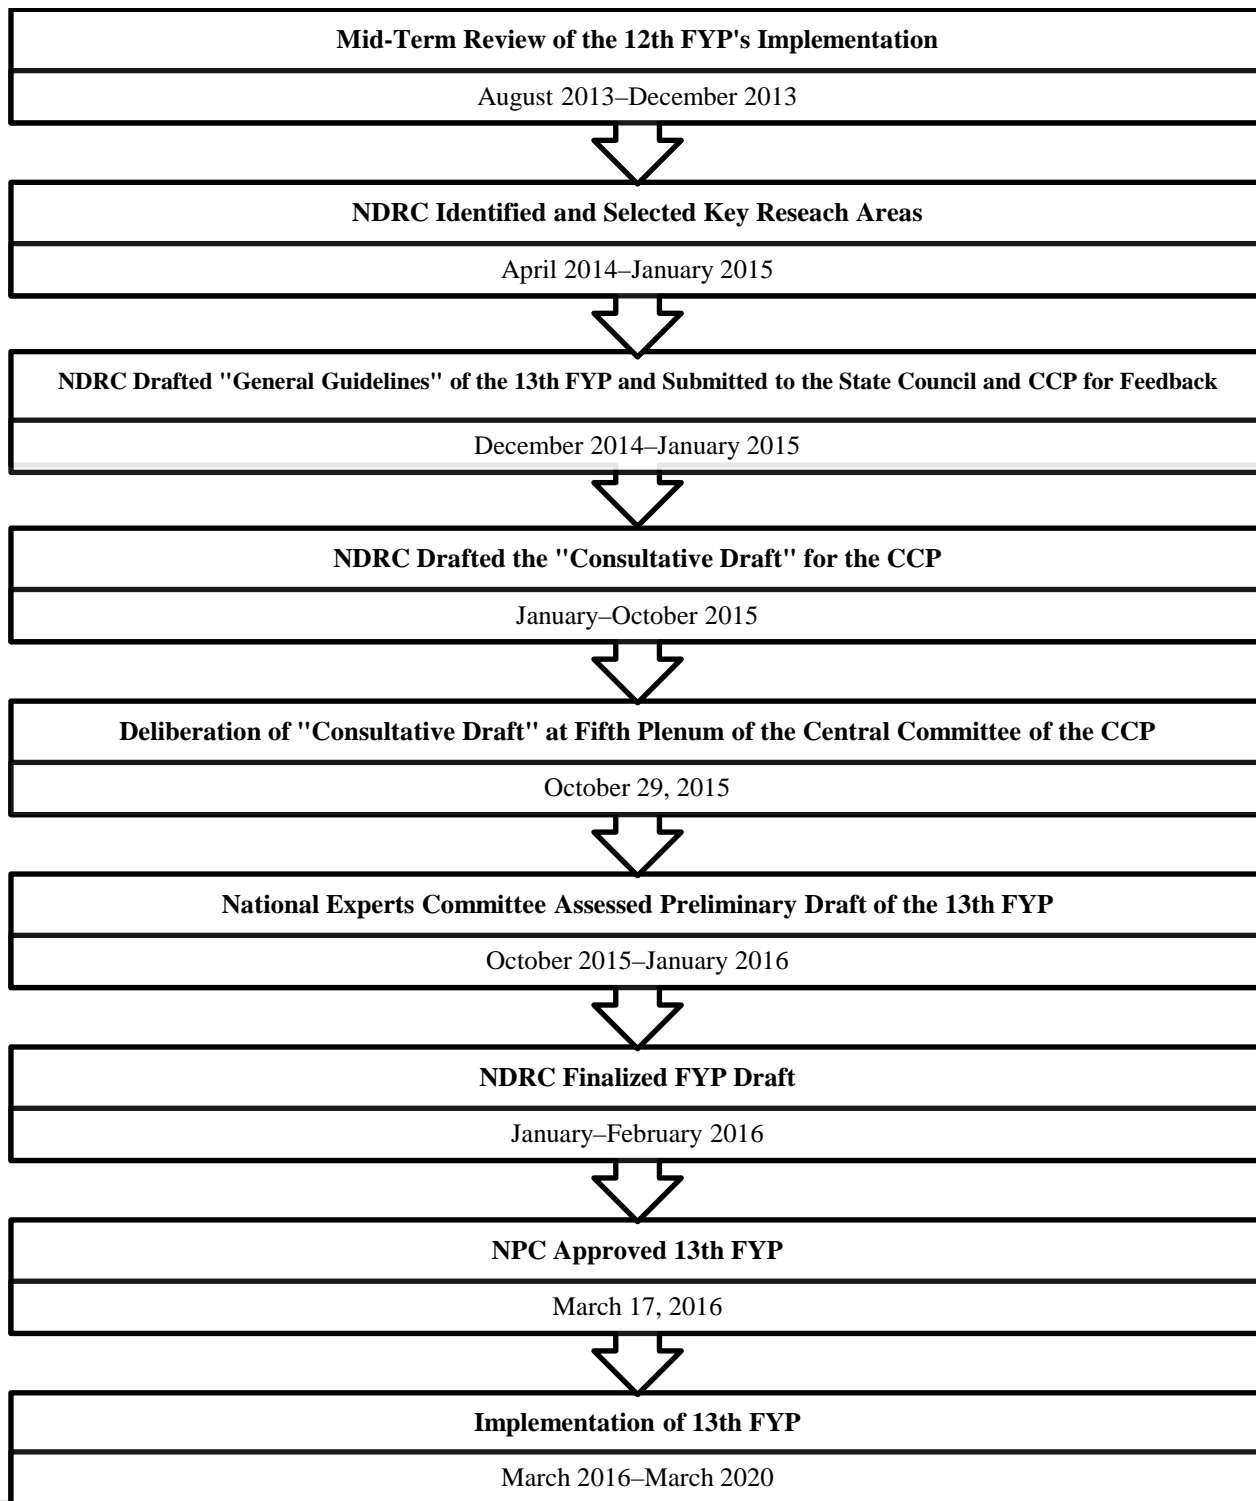 Mid-Term Review of the 12th FYP's Implementation
August 2013–December 2013
NDRC Identified and Selected Key Reseach Areas
April 2014–January 2015
NDRC Drafted "General Guidelines" of the 13th FYP and Submitted to the State Council and CCP for Feedback
December 2014–January 2015
NDRC Drafted the "Consultative Draft" for the CCP
January–October 2015
Deliberation of "Consultative Draft" at Fifth Plenum of the Central Committee of the CCP
October 29, 2015
National Experts Committee Assessed Preliminary Draft of the 13th FYP
October 2015–January 2016
NDRC Finalized FYP Draft
January–February 2016
NPC Approved 13th FYP
March 17, 2016
Implementation of 13th FYP
March 2016–March 2020